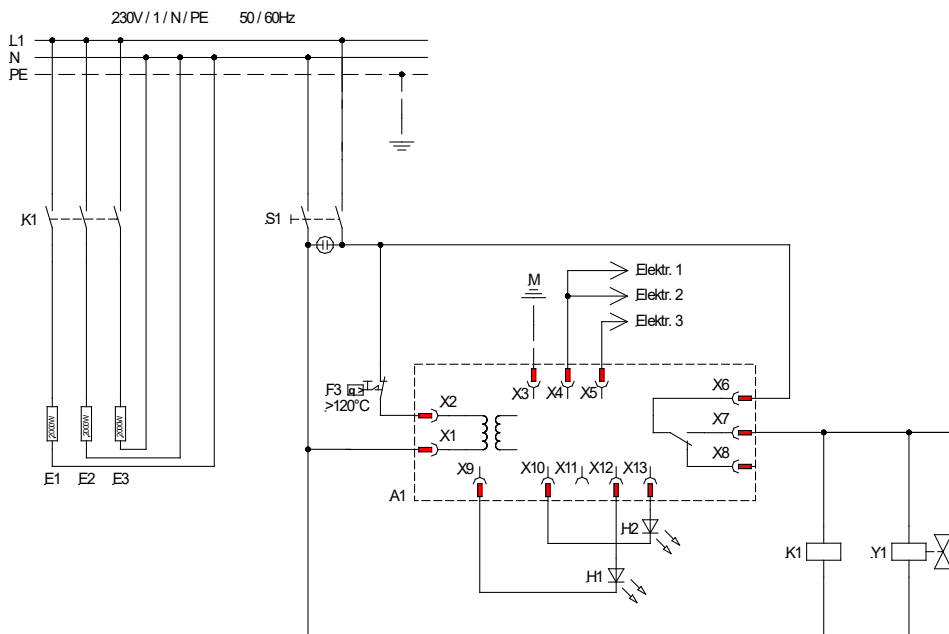 230V / 1 / N / PE 50 / 60Hz
L1
N
PE
K1
S1
M
Elektr. 1
Elektr. 2
Elektr. 3
F3
>120°C
X3
X4
X5
X6
X2
X7
X1
X8
X9
X10
X11
X12
X13
A1
2000W
2000W
2000W
E1
E2
E3
H2
H1
K1
Y1